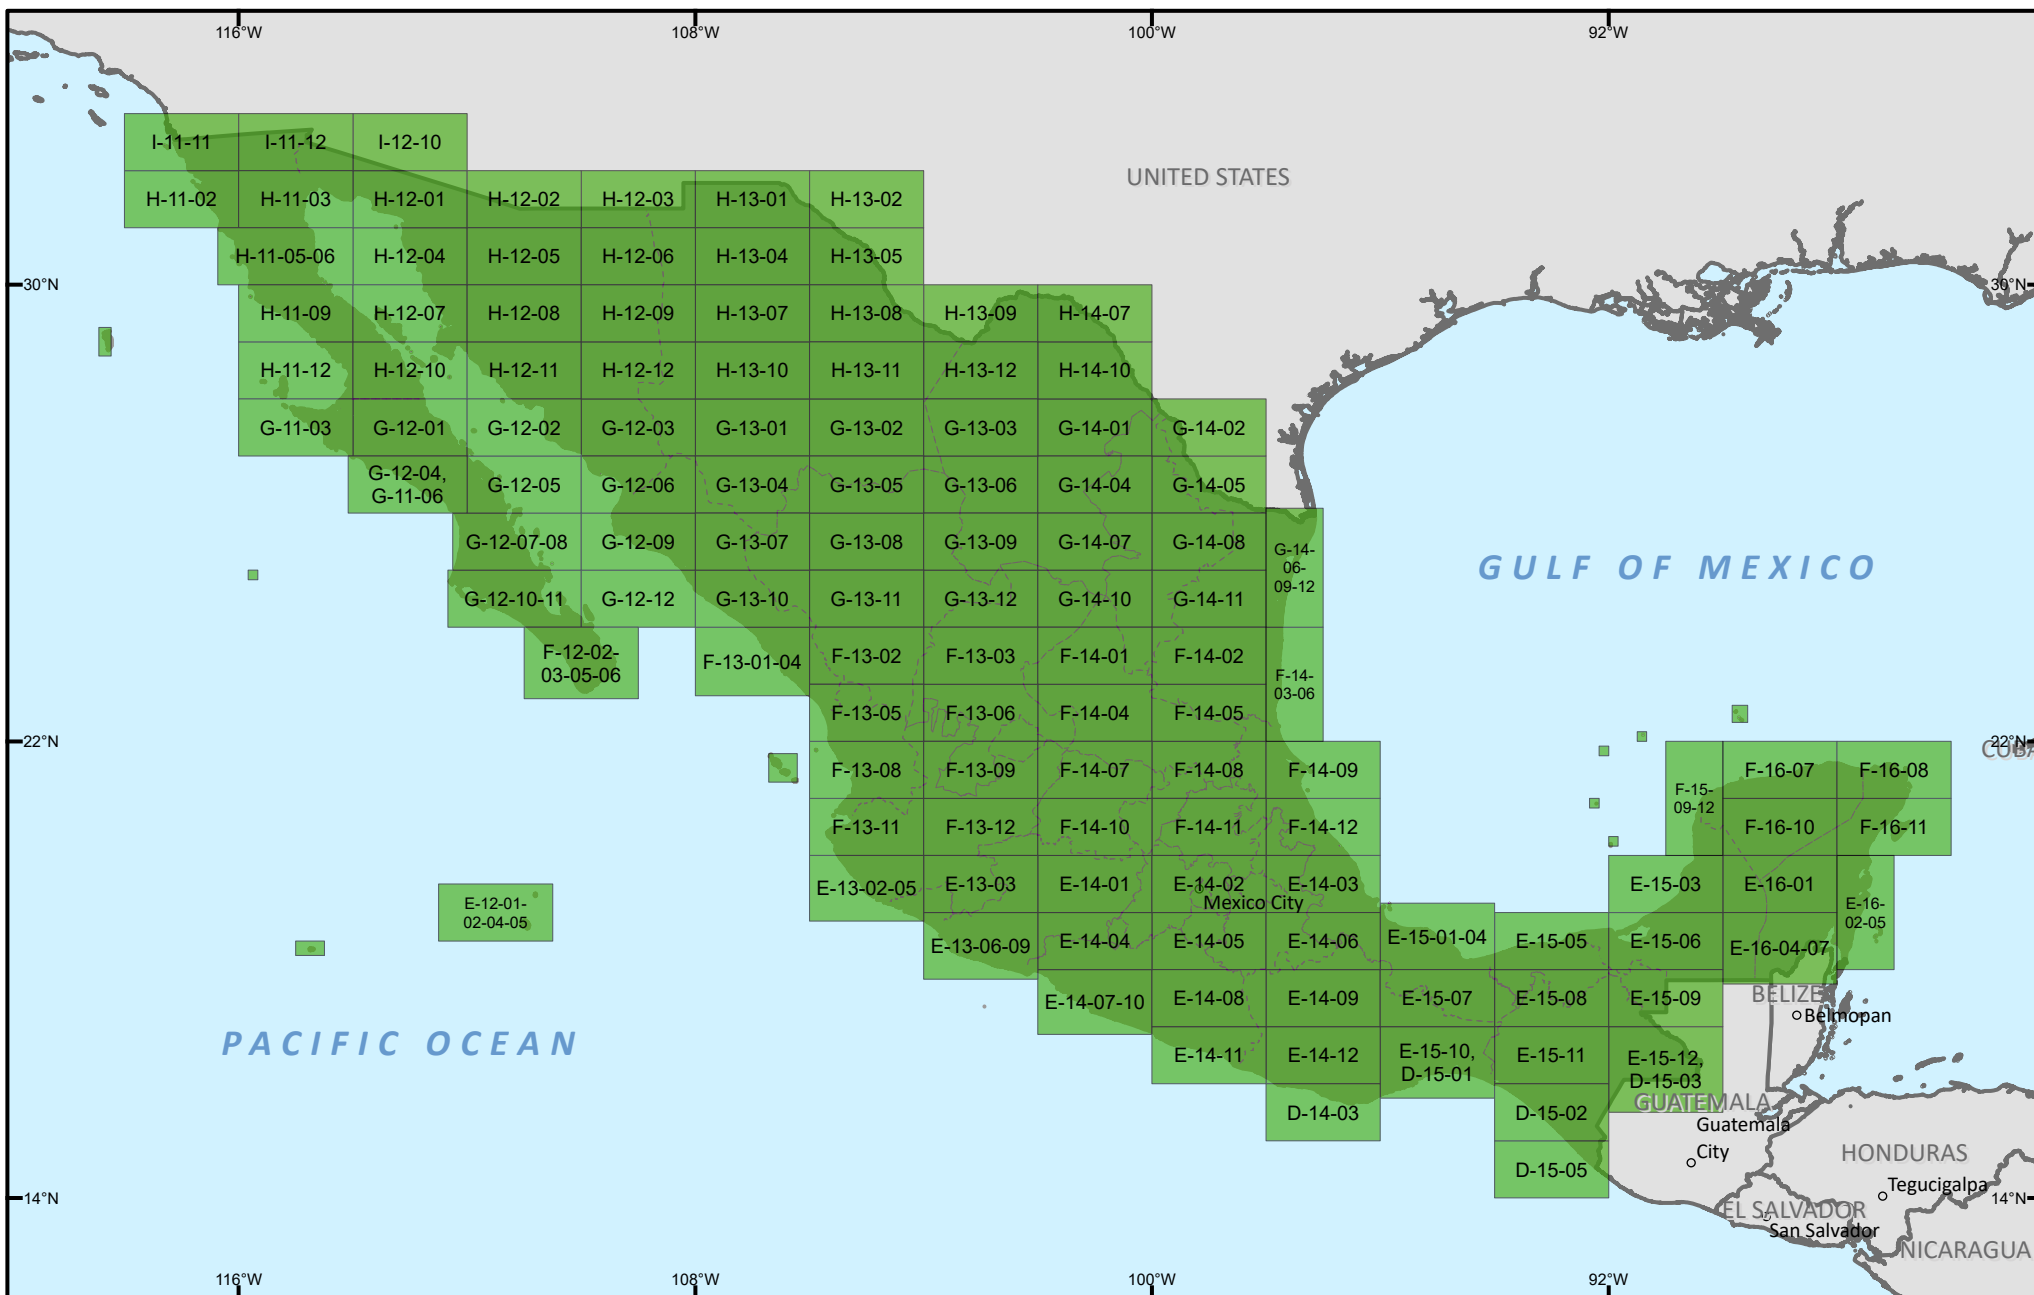 116°W
108°W
100°W
92°W
UNITED STATES
I-11-11
I-11-12
I-12-10
H-11-02
H-11-03
H-12-01
H-12-02
H-12-03
H-13-01
H-13-02
H-11-05-06
H-12-04
H-12-05
H-12-06
H-13-04
H-13-05
30°N
30°N
H-11-09
H-12-07
H-12-08
H-12-09
H-13-07
H-13-08
H-13-09
H-14-07
H-11-12
H-12-10
H-12-11
H-12-12
H-13-10
H-13-11
H-13-12
H-14-10
G-11-03
G-12-01
G-12-02
G-12-03
G-13-01
G-13-02
G-13-03
G-14-01
G-14-02
G-12-04,
G-11-06
G-12-05
G-12-06
G-13-04
G-13-05
G-13-06
G-14-04
G-14-05
G-12-07-08
G-12-09
G-13-07
G-13-08
G-13-09
G-14-07
G-14-08
G-14-
06-
09-12
GULF OF MEXICO
G-12-10-11
G-12-12
G-13-10
G-13-11
G-13-12
G-14-10
G-14-11
F-12-02-
03-05-06
F-13-01-04
F-13-02
F-13-03
F-14-01
F-14-02
F-14-
03-06
F-13-05
F-13-06
F-14-04
F-14-05
22°N
22°N
CUBA
F-13-08
F-13-09
F-14-07
F-14-08
F-14-09
F-15-
09-12
F-16-07
F-16-08
F-13-11
F-13-12
F-14-10
F-14-11
F-14-12
F-16-10
F-16-11
E-13-02-05
E-13-03
E-14-01
E-14-02
E-14-03
Mexico City
E-15-03
E-16-01
E-16-
02-05
E-12-01-
02-04-05
E-13-06-09
E-14-04
E-14-05
E-14-06
E-15-01-04
E-15-05
E-15-06
E-16-04-07
E-14-07-10
E-14-08
E-14-09
E-15-07
E-15-08
E-15-09
BELIZE
Belmopan
PACIFIC OCEAN
E-14-11
E-14-12
E-15-10,
D-15-01
E-15-11
E-15-12,
D-15-03
D-14-03
D-15-02
GUATEMALA
Guatemala
City
HONDURAS
D-15-05
Tegucigalpa
14°N
14°N
EL SALVADOR
San Salvador
NICARAGUA
116°W
108°W
100°W
92°W